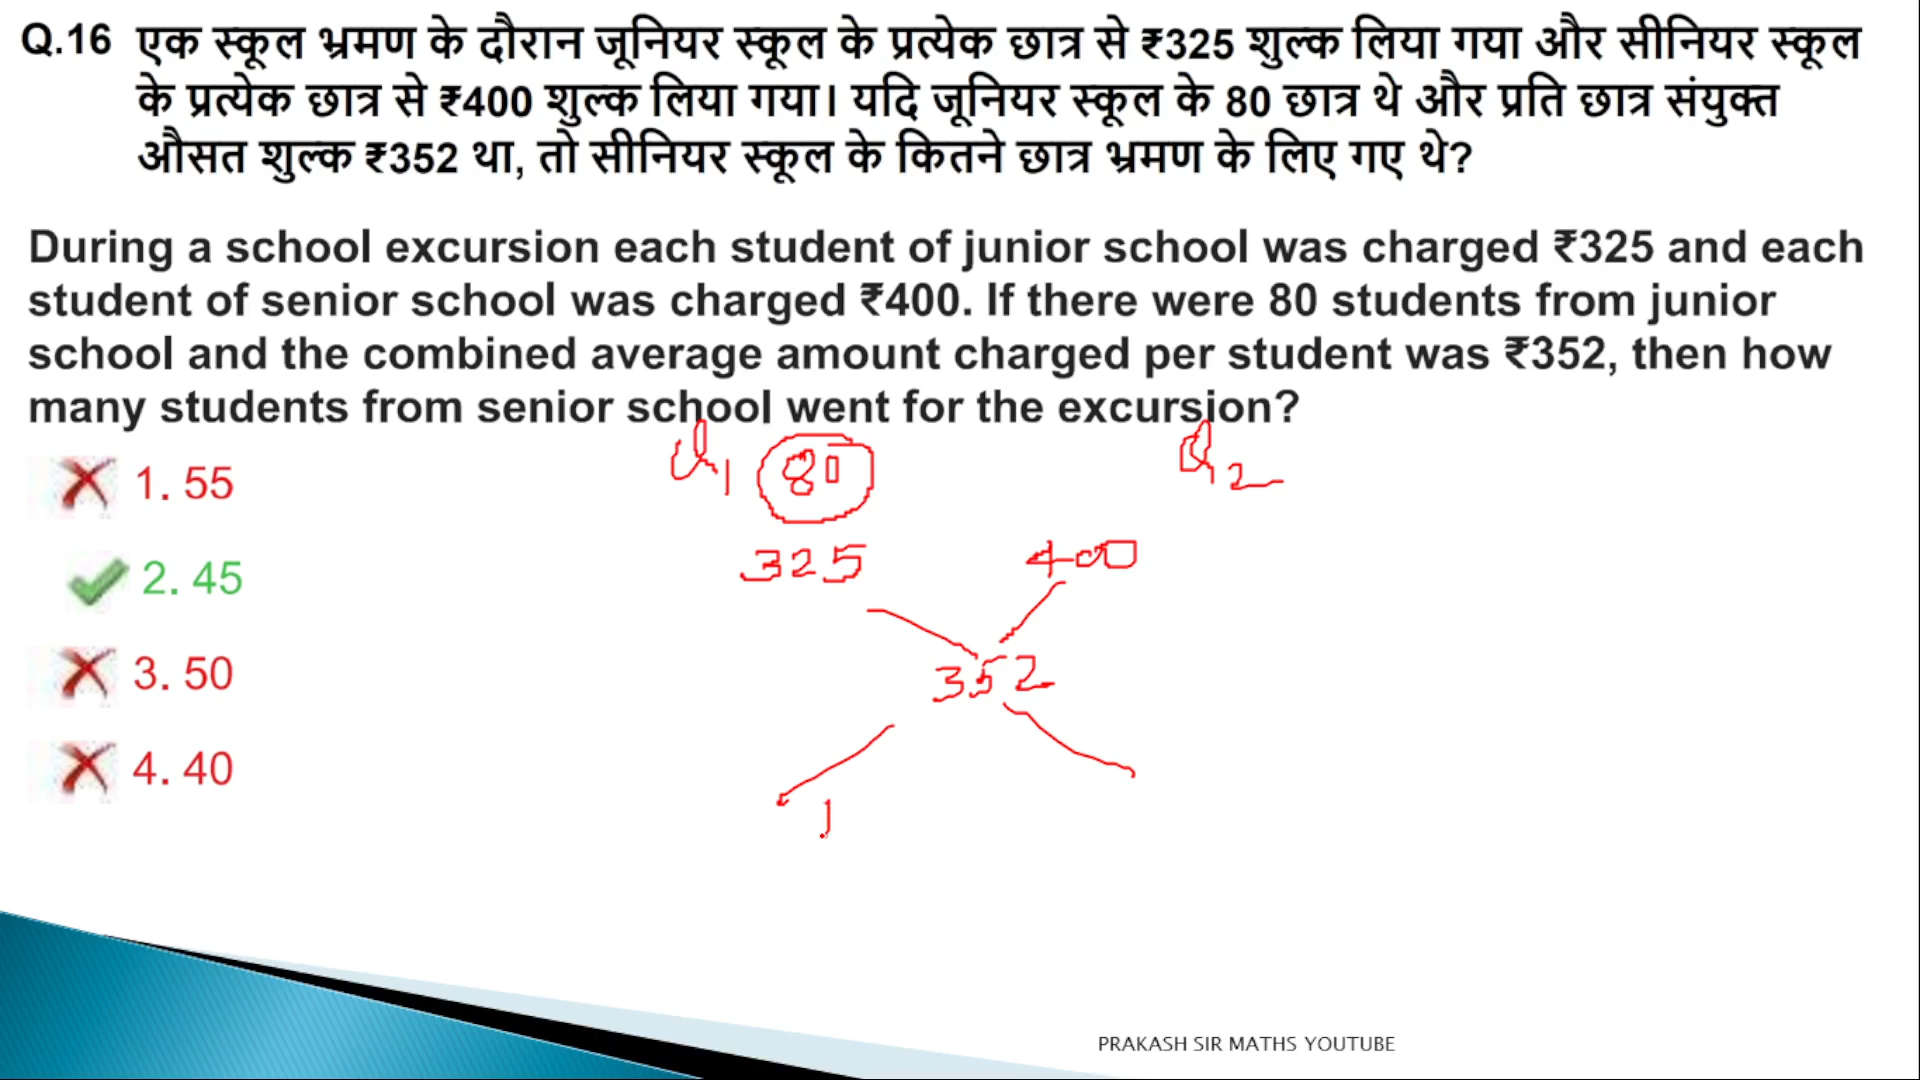 Q.16 एक स्कूल भ्रमण के दौरान जूनियर स्कूल के प्रत्येक छात्र से ₹325 शुल्क लिया गया और सीनियर स्कूल
के प्रत्येक छात्र से ₹400 शुल्क लिया गया। यदि जूनियर स्कूल के 80 छात्र थे और प्रति छात्र संयुक्त
औसत शुल्क ₹352 था, तो सीनियर स्कूल के कितने छात्र भ्रमण के लिए गए थे?
During a school excursion each student of junior school was charged ₹325 and each
student of senior school was charged ₹400. If there were 80 students from junior
school and the combined average amount charged per student was ₹352, then how
many students from senior school went for the excursion?
1. 55
2. 45
3. 50
4. 40
80
325 400
352
PRAKASH SIR MATHS YOUTUBE